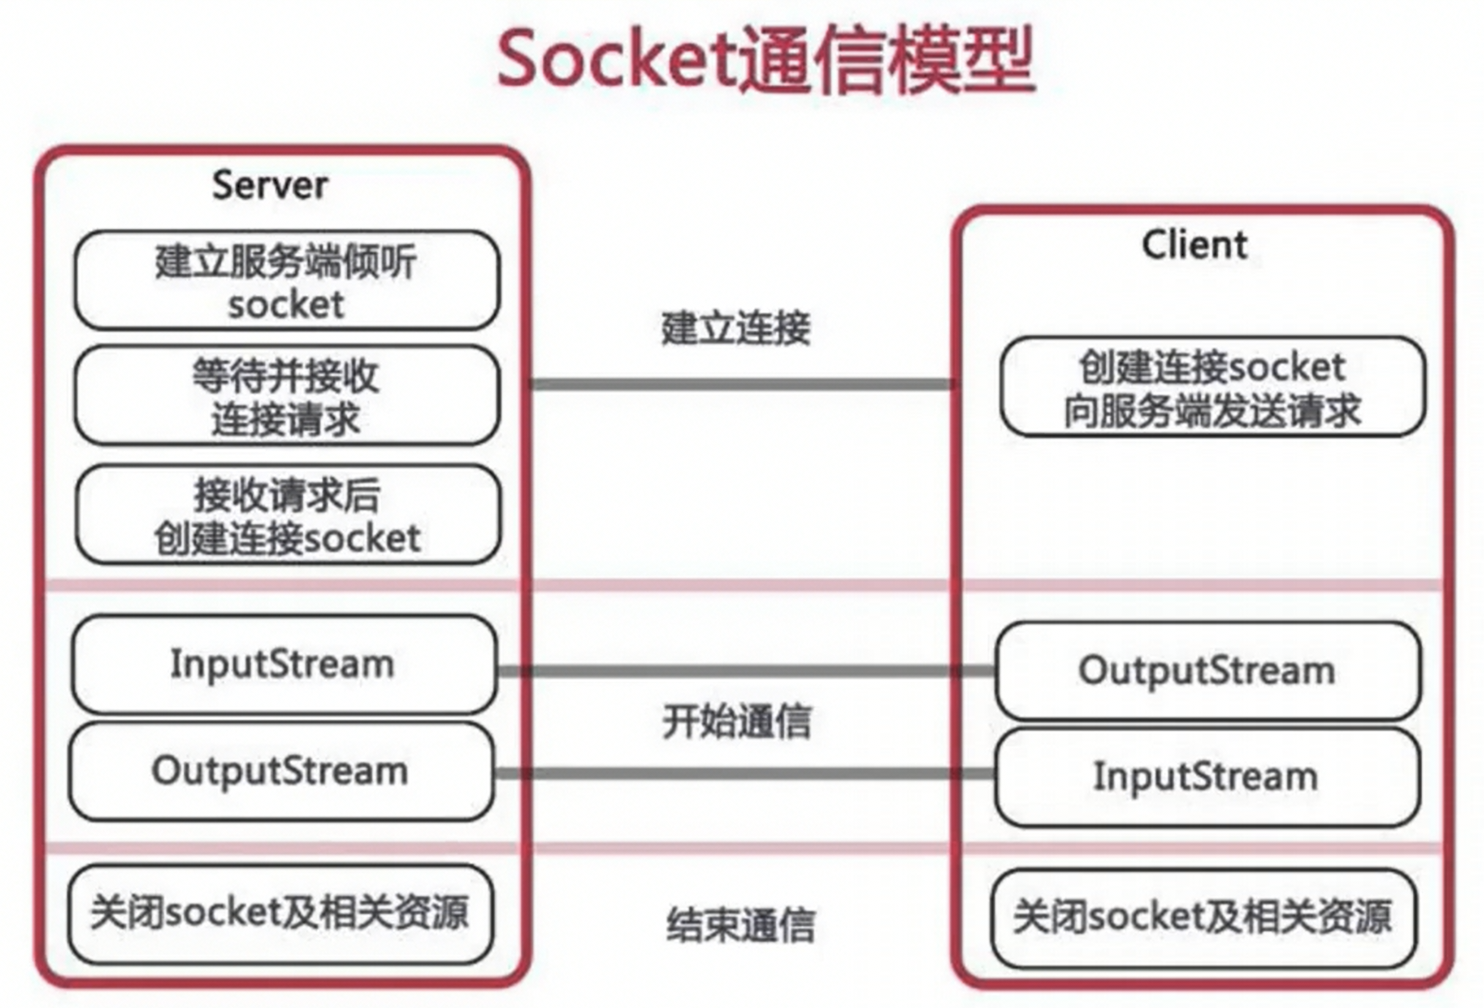 Socket通信模型
Server
建立服务端倾听
socket
等待并接收
连接请求
接收请求后
创建连接socket
建立连接
Client
创建连接socket
向服务端发送请求
InputStream
OutputStream
开始通信
OutputStream
InputStream
关闭socket及相关资源
结束通信
关闭socket及相关资源